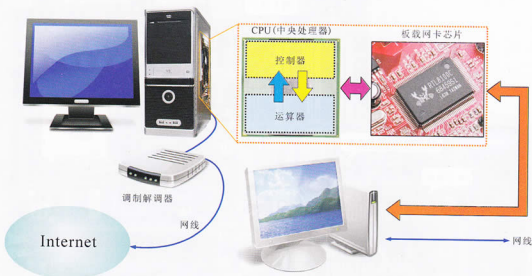 CPU(中央处理器)
板载网卡芯片
控制器
运算器
调制解调器
网线
Internet
网线